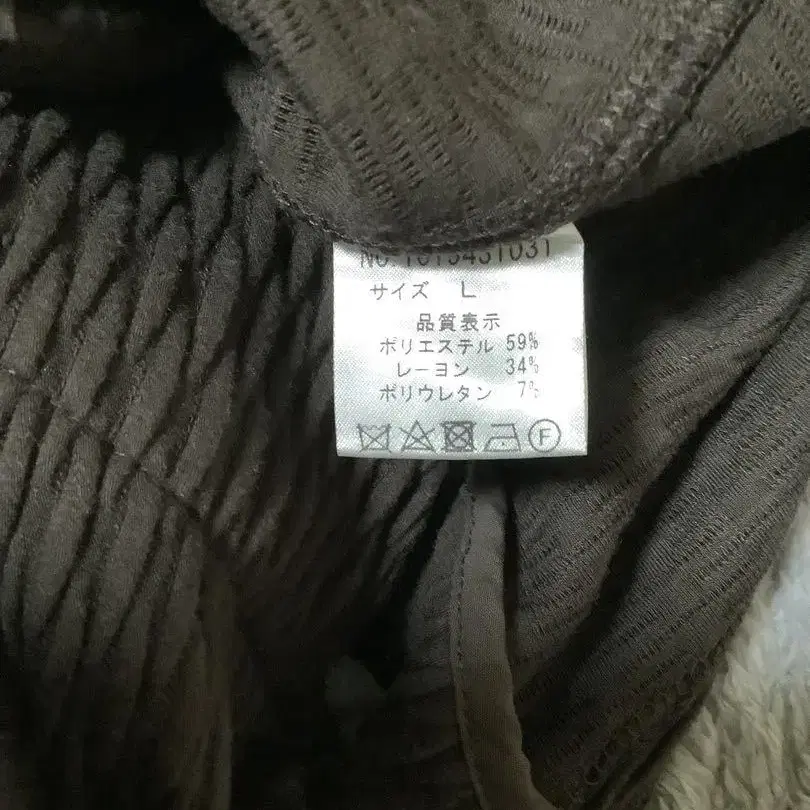 No.1015451031
サイズ L
品質表示
ポリエステル 59%
レーヨン 34%
ポリウレタン 7%
F